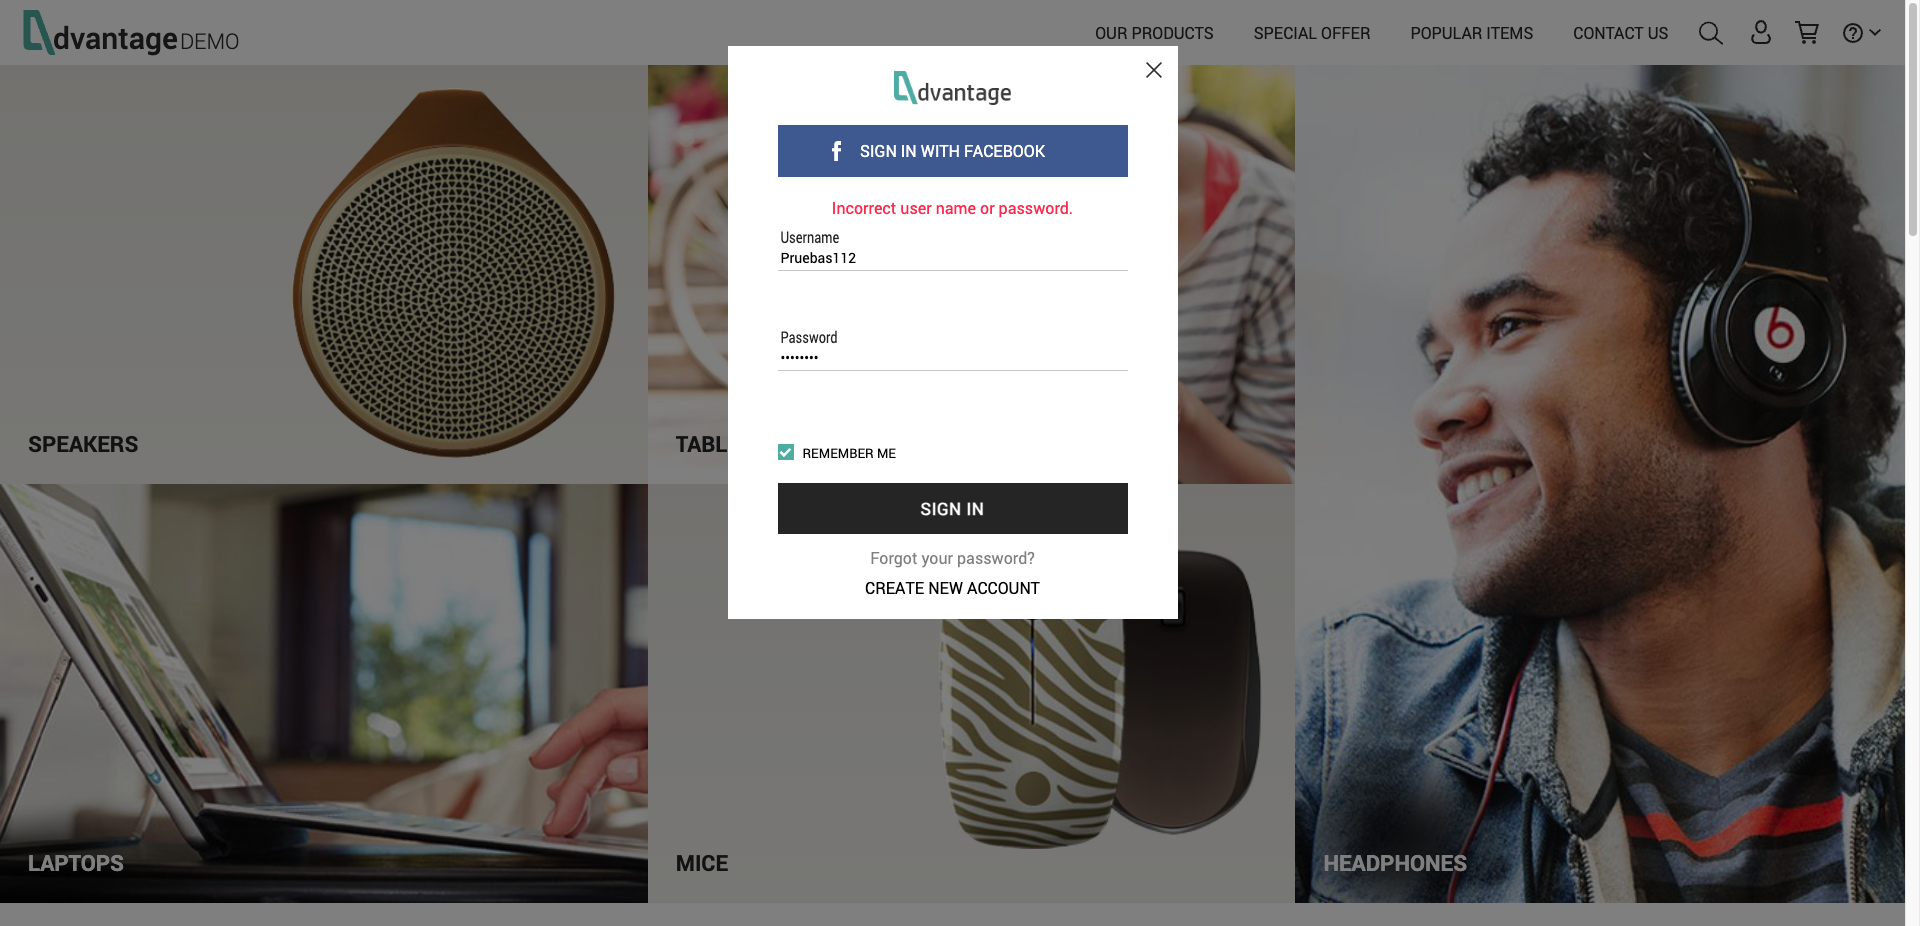 dvantage DEMO
OUR PRODUCTS
SPECIAL OFFER
POPULAR ITEMS
CONTACT US
dvantage
SIGN IN WITH FACEBOOK
Incorrect user name or password.
Username
Pruebas112
Password
••••••••
REMEMBER ME
SIGN IN
Forgot your password?
CREATE NEW ACCOUNT
SPEAKERS
TABL
LAPTOPS
MICE
HEADPHONES